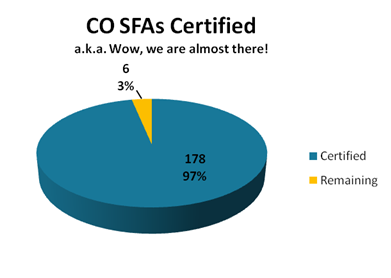 CO SFAs Certified
a.k.a. Wow, we are almost there!
6
3%
178
97%
Certified
Remaining